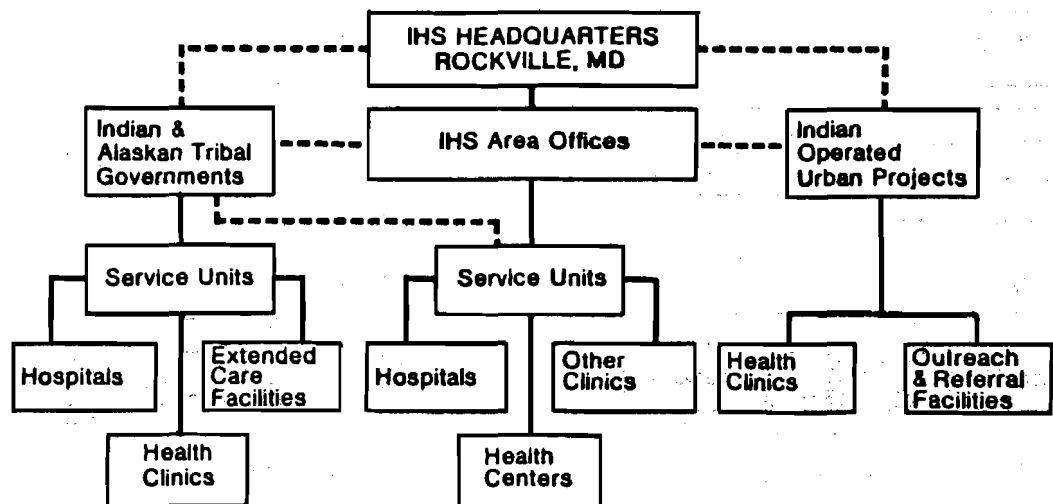 IHS HEADQUARTERS
ROCKVILLE, MD
Indian &
Alaskan Tribal
Governments
IHS Area Offices
Indian
Operated
Urban Projects
Service Units
Service Units
Hospitals
Extended
Care
Facilities
Hospitals
Other
Clinics
Health
Clinics
Outreach
& Referral
Facilities
Health
Clinics
Health
Centers